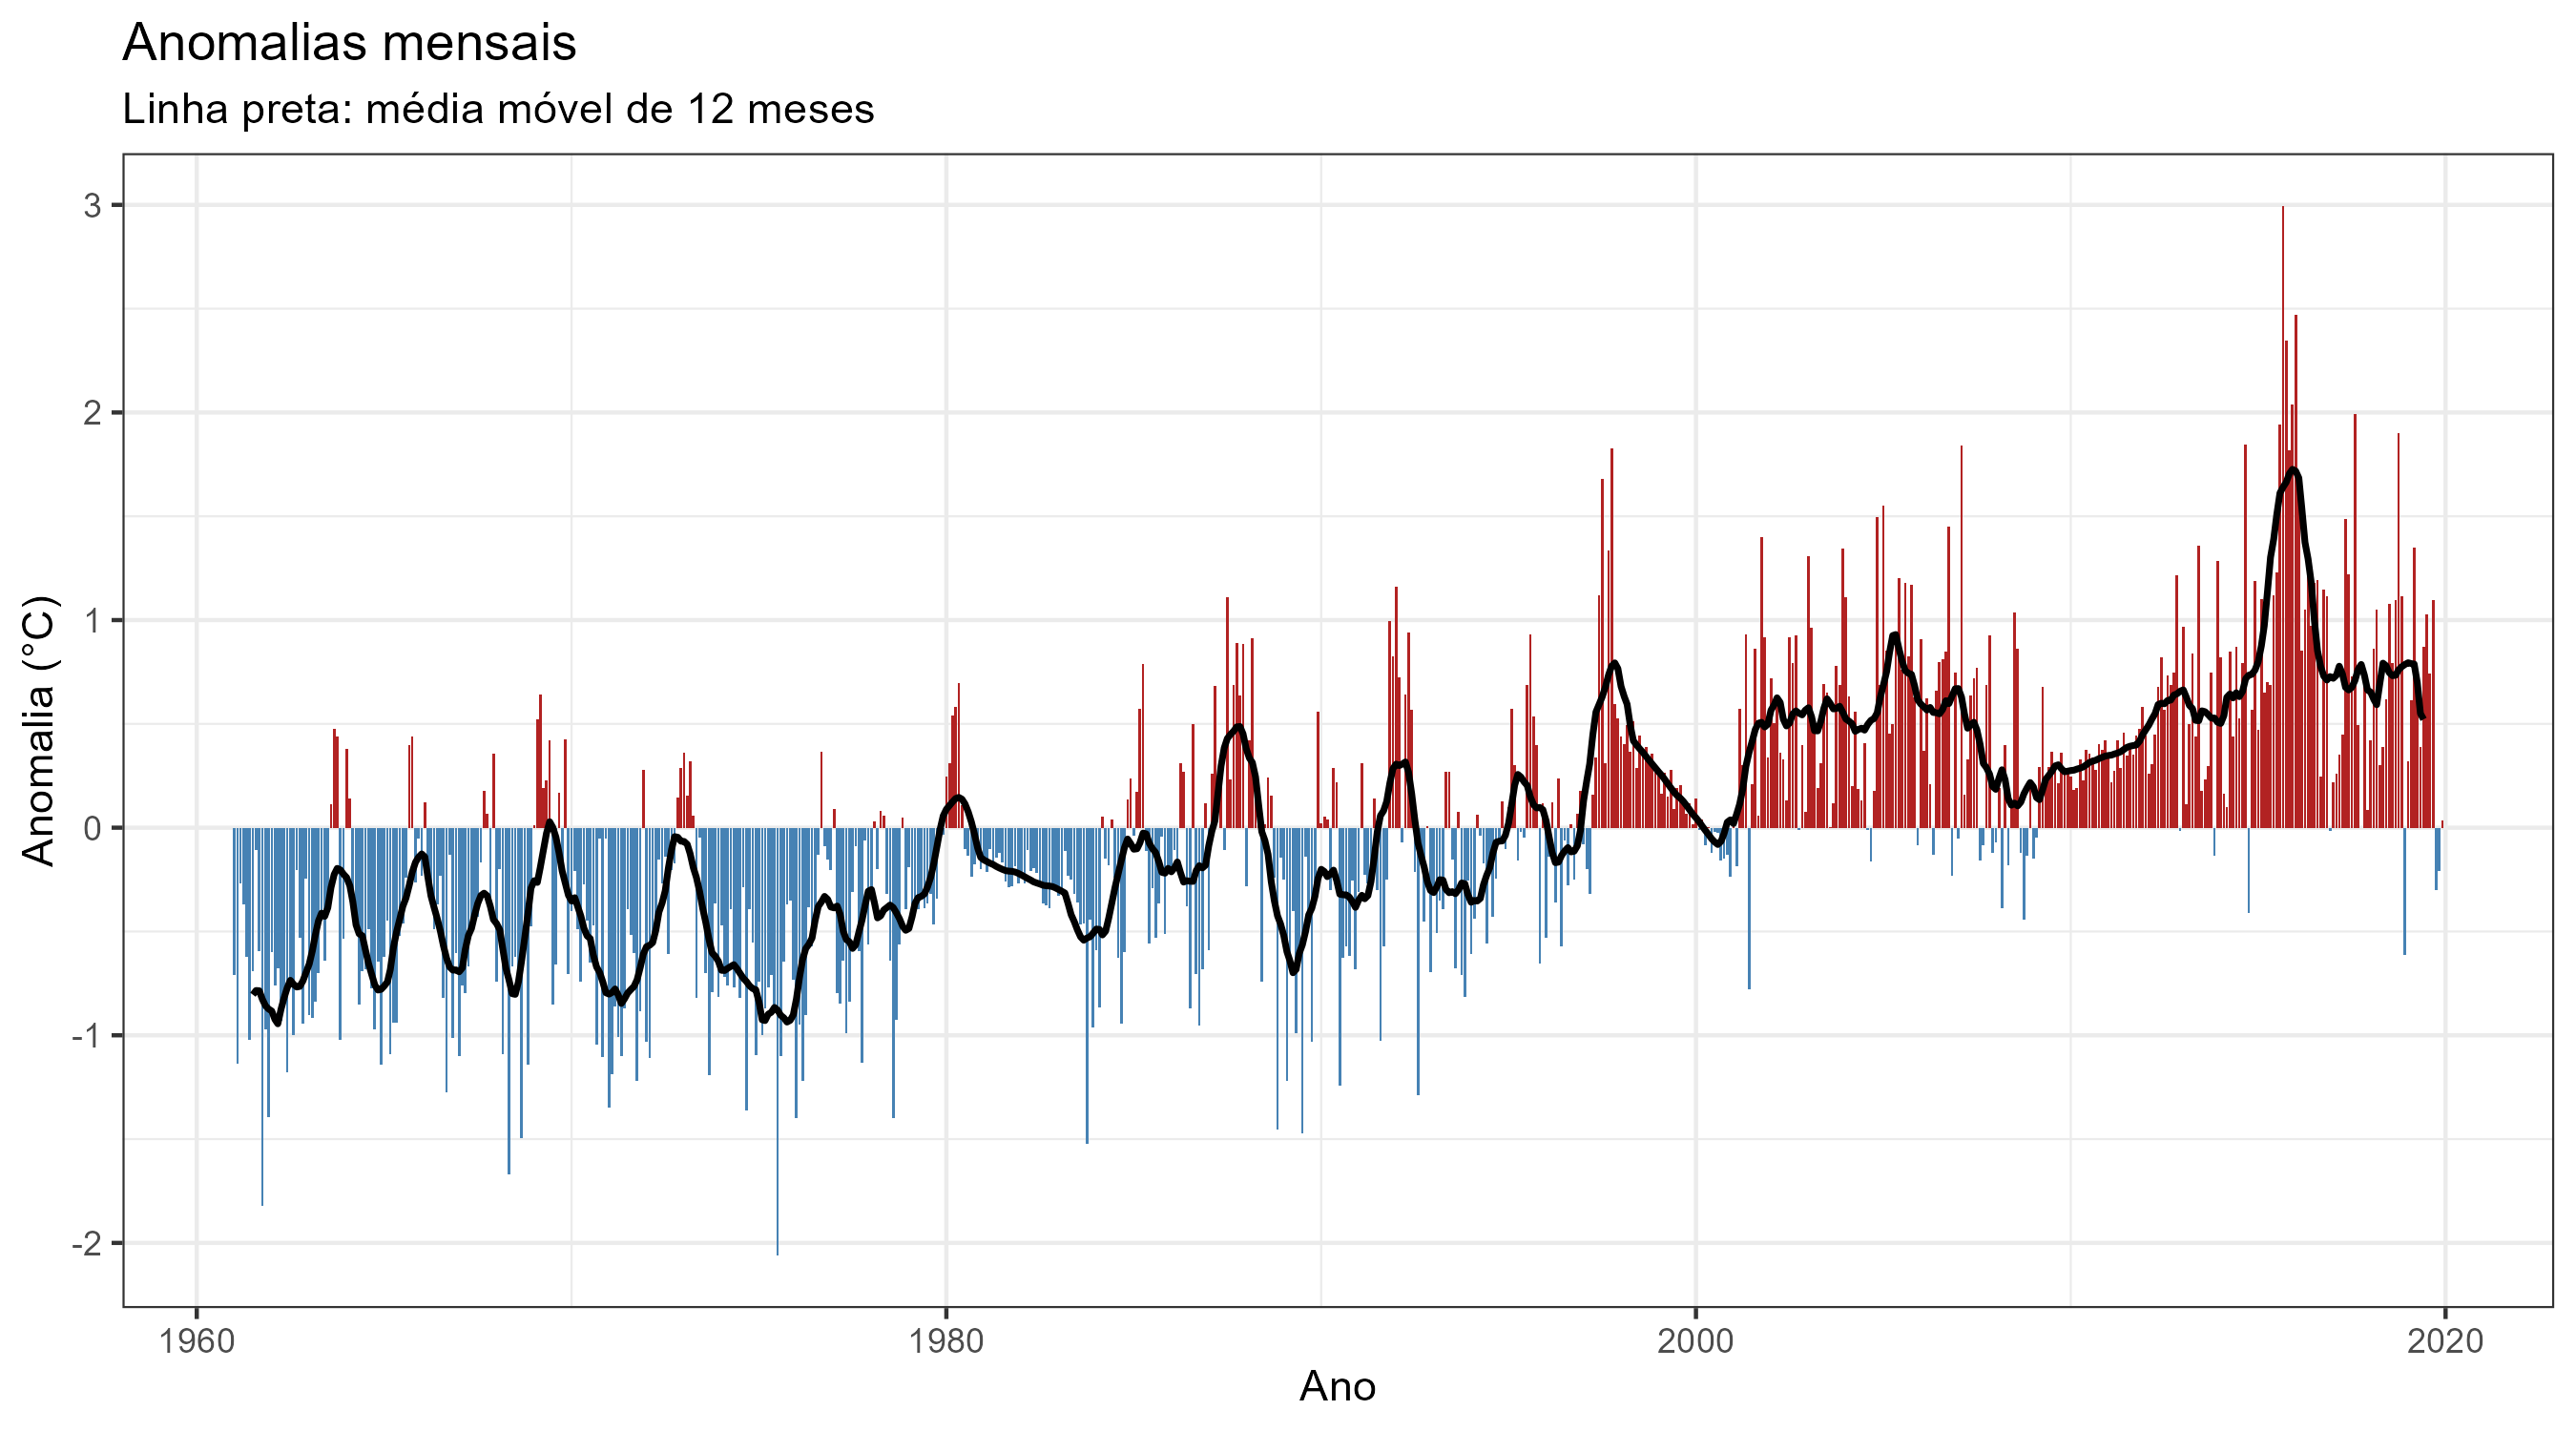 Anomalias mensais
Linha preta: média móvel de 12 meses
Anomalia (°C)
3
2
1
0
-1
-2
1960
1980
2000
2020
Ano